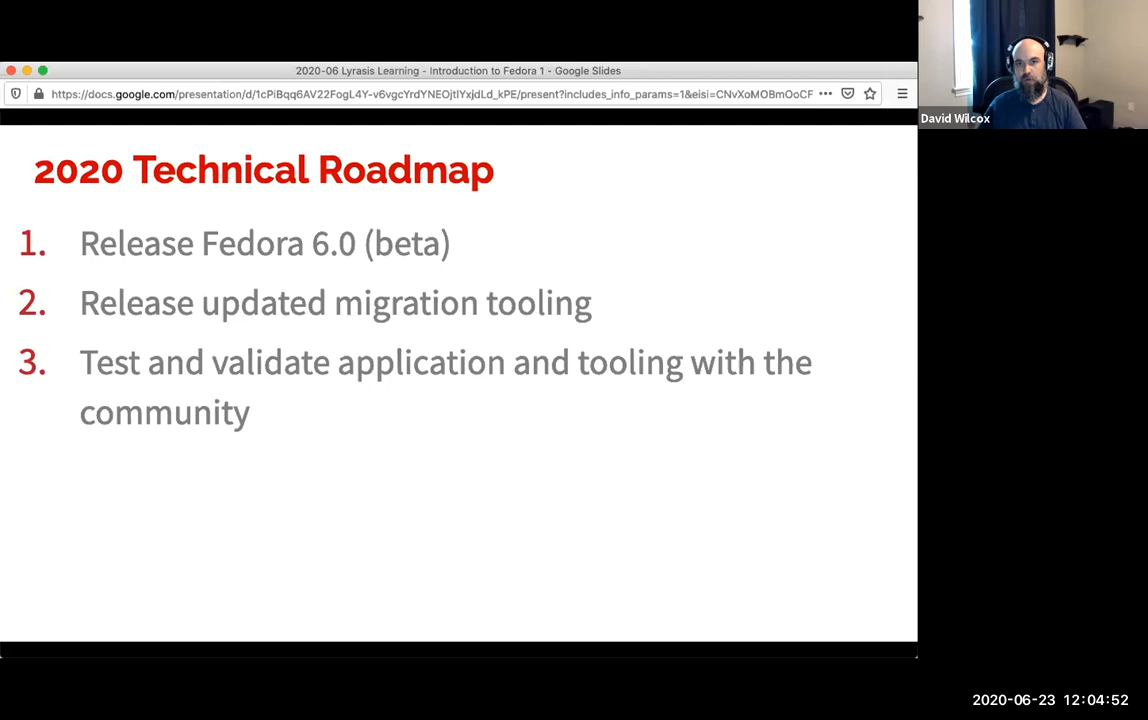 2020-06 Lyrasis Learning - Introduction to Fedora 1 - Google Slides
https://docs.google.com/presentation/d/1cPiBqq6AV22FogL4Y-v6vgcYrdYNEOjtlYxjdLd_kPE/present?includes_info_params=1&eisi=CNvXoMOBmOoCF
David Wilcox
2020 Technical Roadmap
1. Release Fedora 6.0 (beta)
2. Release updated migration tooling
3. Test and validate application and tooling with the
community
2020-06-23 12:04:52